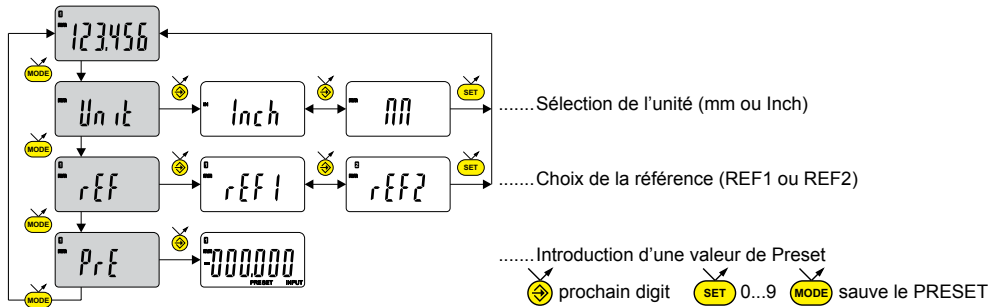 123.456
MODE
Unit Inch MM SET .......Sélection de l'unité (mm ou Inch)
MODE
rEF rEF1 rEF2 SET .......Choix de la référence (REF1 ou REF2)
MODE
PrE -000.000 PRESET INPUT .......Introduction d'une valeur de Preset
MODE prochain digit SET 0...9 MODE sauve le PRESET